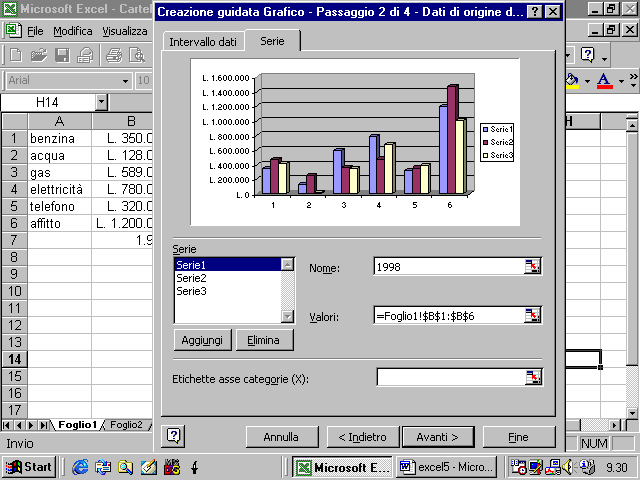 Microsoft Excel - Cartel
Creazione guidata Grafico - Passaggio 2 di 4 - Dati di origine d...
File Modifica Visualizza
Intervallo dati Serie
Arial 10
H14
A B H
1 benzina L. 350.0
2 acqua L. 128.0
3 gas L. 589.0
4 elettricità L. 780.0
5 telefono L. 320.0
6 affitto L. 1.200.0
7 1.9
8
9
10
11
12
13
14
15
16
17
L. 1.600.000
L. 1.400.000
L. 1.200.000
L. 1.000.000
L. 800.000
L. 600.000
L. 400.000
L. 200.000
L. 0
1 2 3 4 5 6
Serie1
Serie2
Serie3
Serie
Serie1
Serie2
Serie3
Nome: 1998
Valori: =Foglio1!$B$1:$B$6
Aggiungi Elimina
Etichette asse categorie (X):
Foglio1 Foglio2
Annulla < Indietro Avanti > Fine
Invio NUM
Start Microsoft E... excel5 - Micro... 9.30